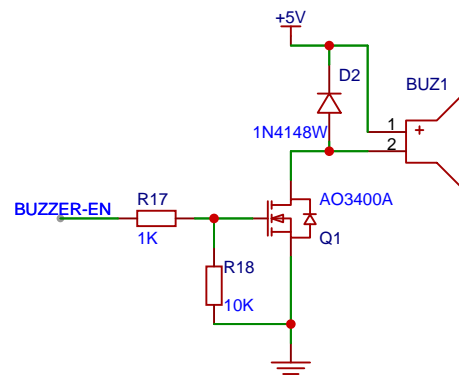 +5V
D2
BUZ1
1N4148W
1
+
2
R17
AO3400A
BUZZER-EN
1K
Q1
R18
10K